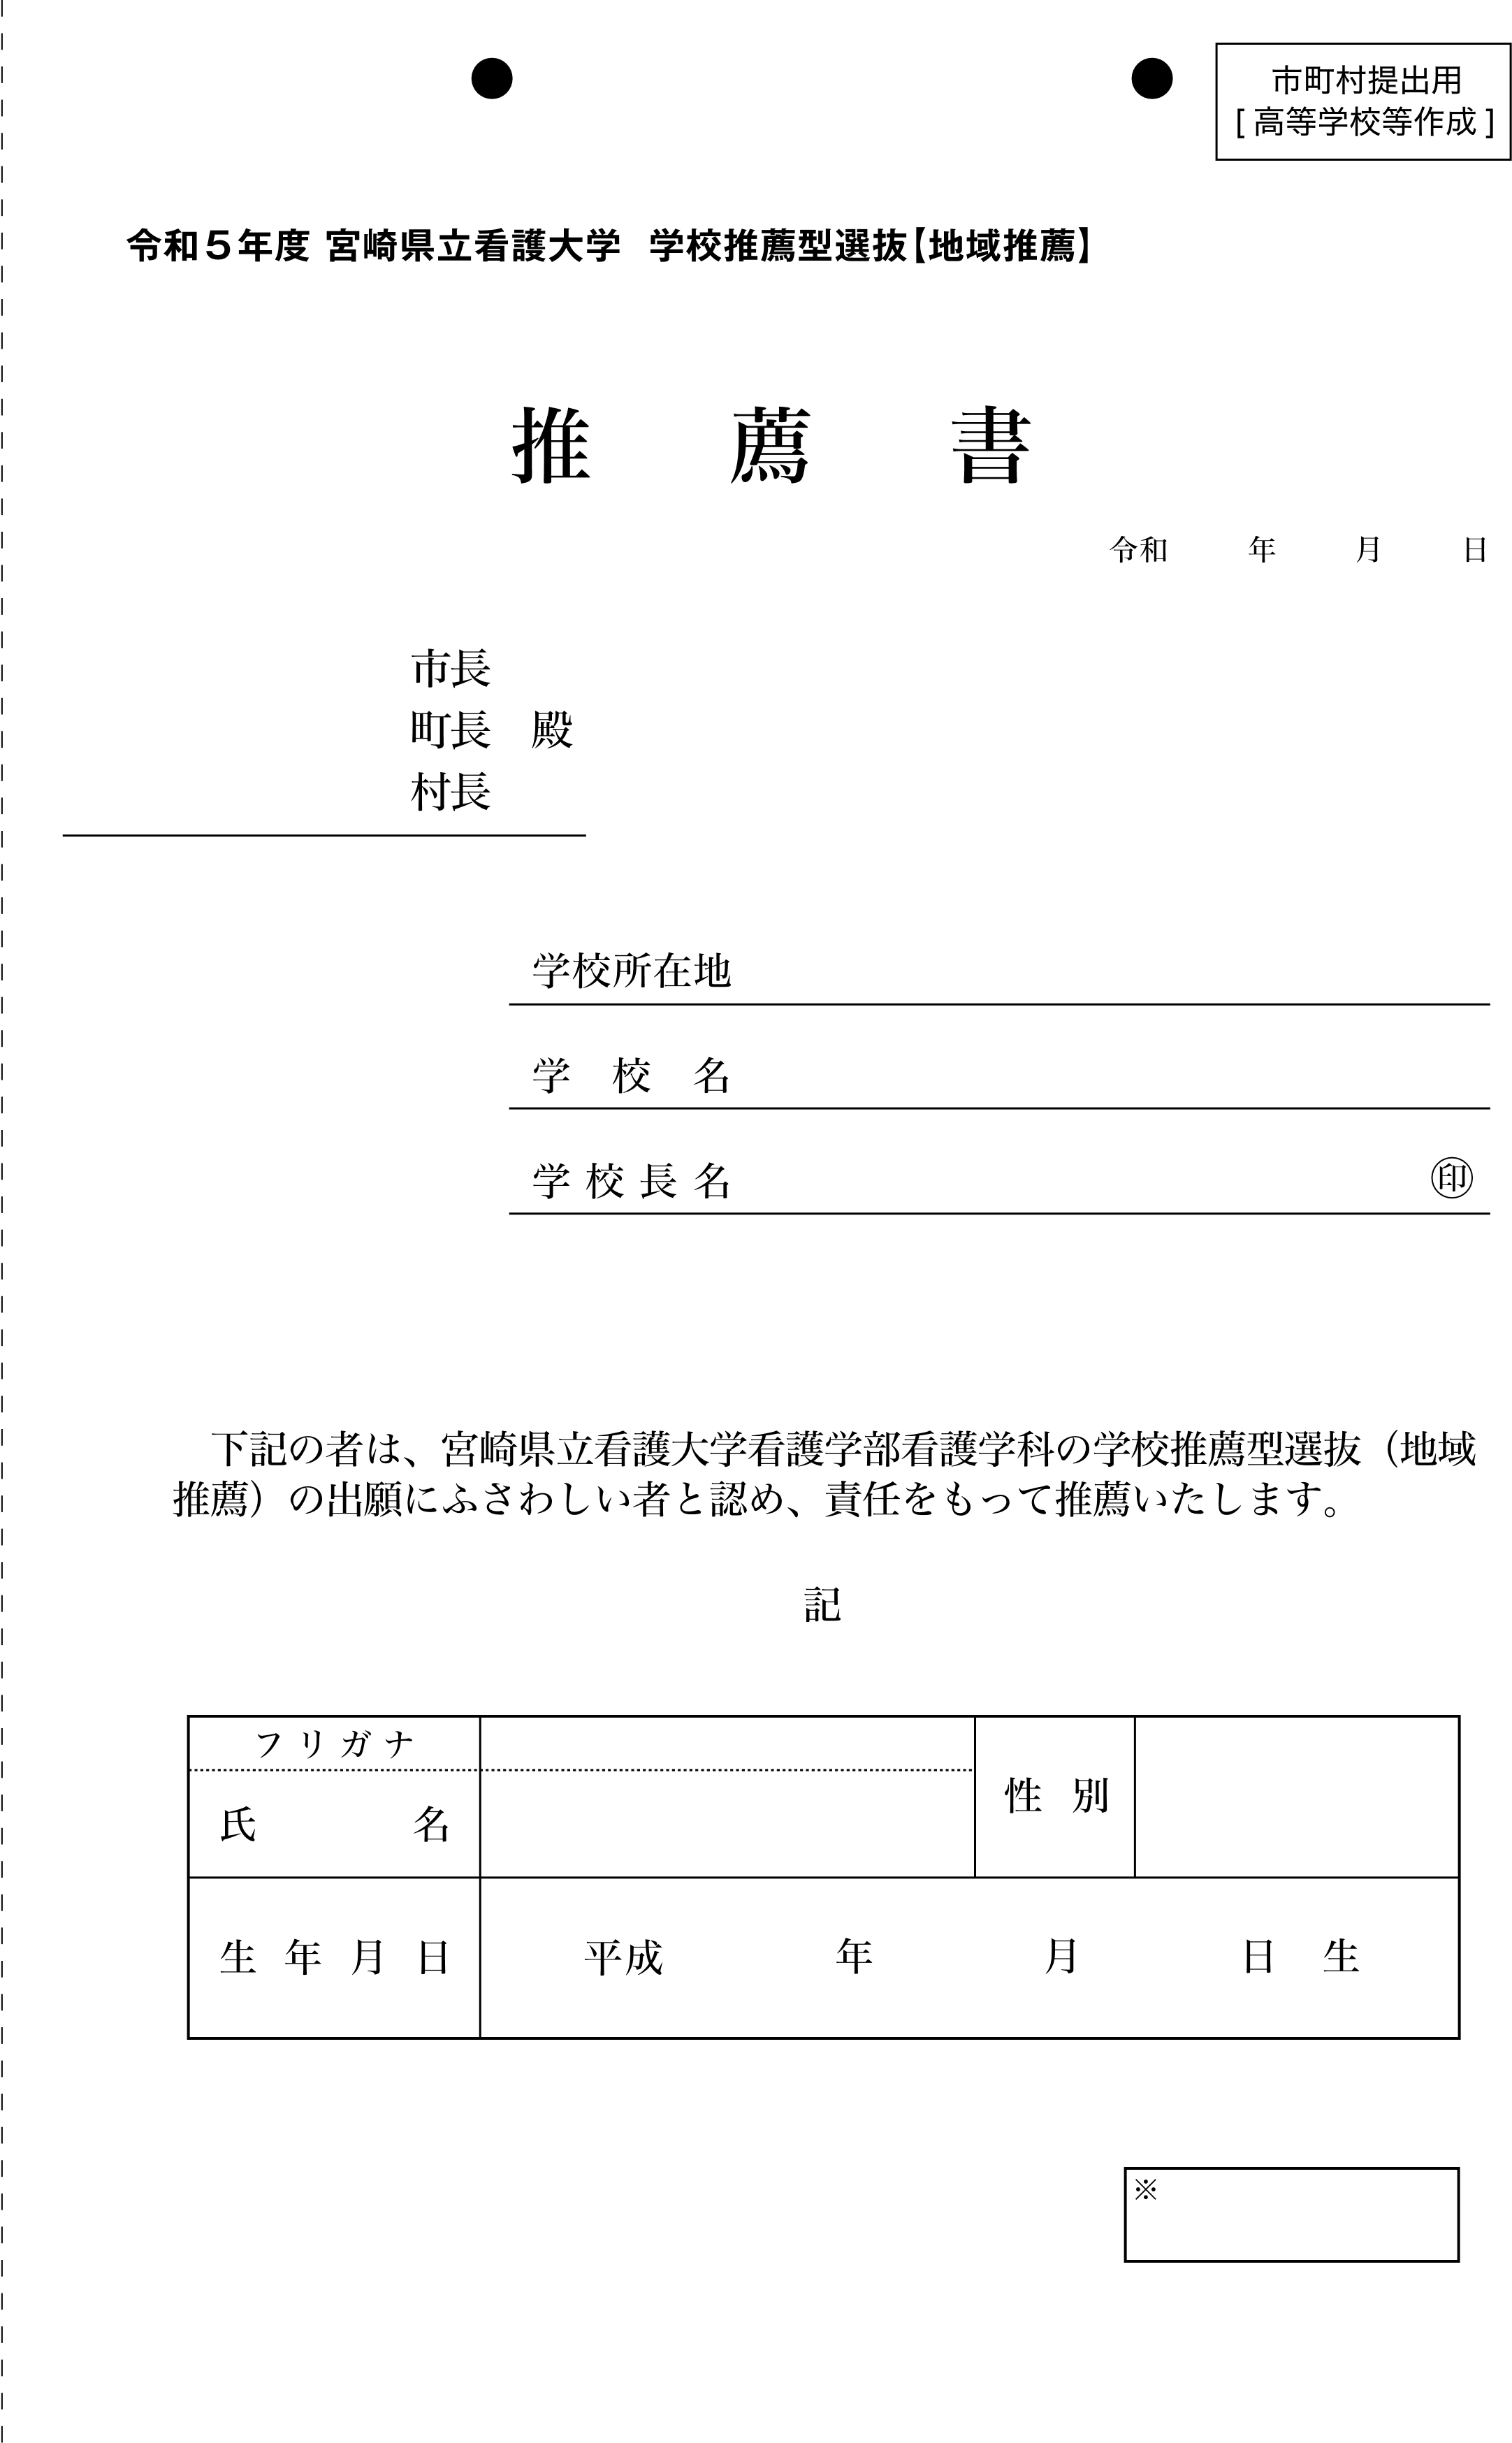 市町村提出用
[ 高等学校等作成 ]
令和５年度 宮崎県立看護大学　学校推薦型選抜【地域推薦】
推　薦　書
令和　　年　　月　　日
市長
町長　殿
村長
学校所在地
学　校　名
学 校 長 名　　㊞
　下記の者は、宮崎県立看護大学看護学部看護学科の学校推薦型選抜（地域
推薦）の出願にふさわしい者と認め、責任をもって推薦いたします。
記
フ リ ガ ナ
氏　　名
性 別
生 年 月 日　　平成　　年　　月　　日　生
※